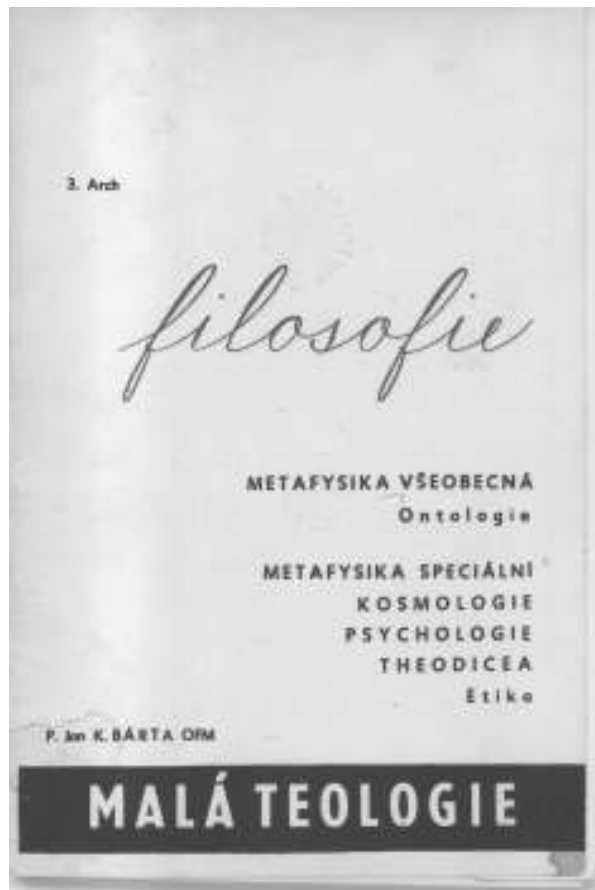 3. Arch
filosofie
METAFYSIKA VŠEOBECNÁ
Ontologie
METAFYSIKA SPECIÁLNÍ
KOSMOLOGIE
PSYCHOLOGIE
THEODICEA
Etika
P. Jan K. BÁRTA OFM
MALÁ TEOLOGIE